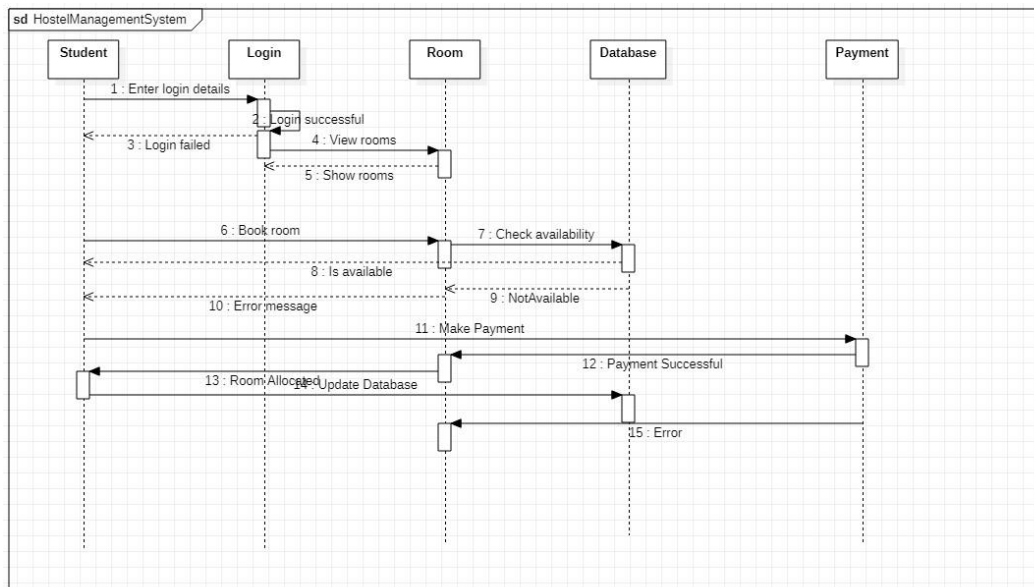 sd HostelManagementSystem
Student
Login
Room
Database
Payment
1 : Enter login details
2 : Login successful
3 : Login failed
4 : View rooms
5 : Show rooms
6 : Book room
7 : Check availability
8 : Is available
9 : NotAvailable
10 : Error message
11 : Make Payment
12 : Payment Successful
13 : Room Allocated
14 : Update Database
15 : Error